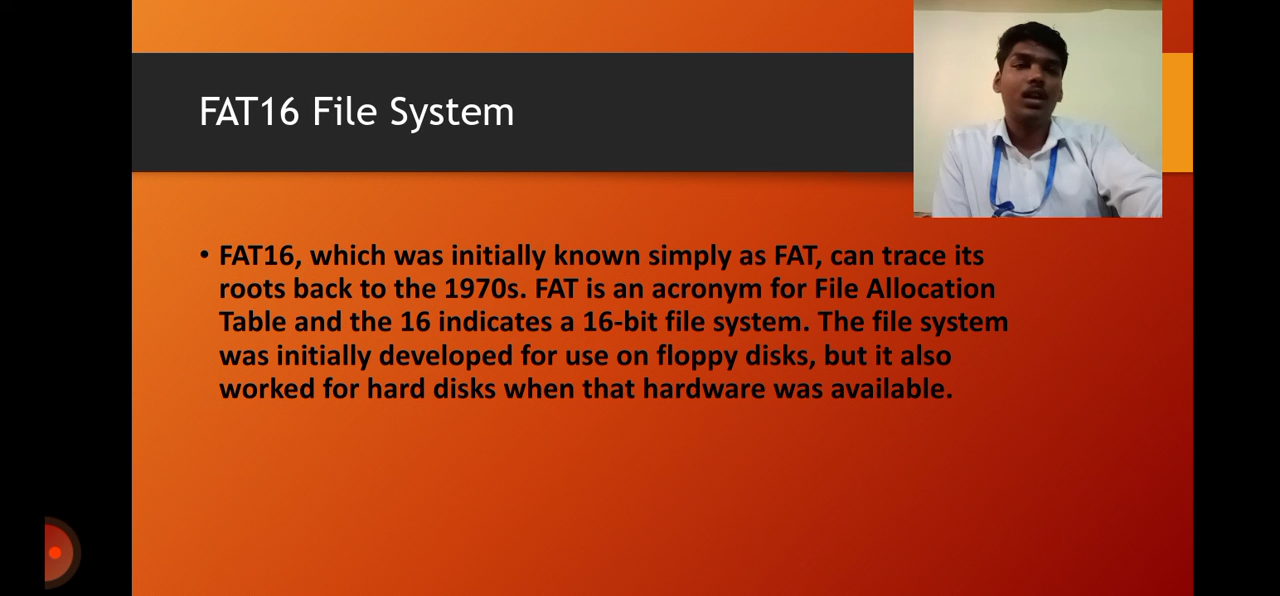 FAT16 File System
• FAT16, which was initially known simply as FAT, can trace its
roots back to the 1970s. FAT is an acronym for File Allocation
Table and the 16 indicates a 16-bit file system. The file system
was initially developed for use on floppy disks, but it also
worked for hard disks when that hardware was available.